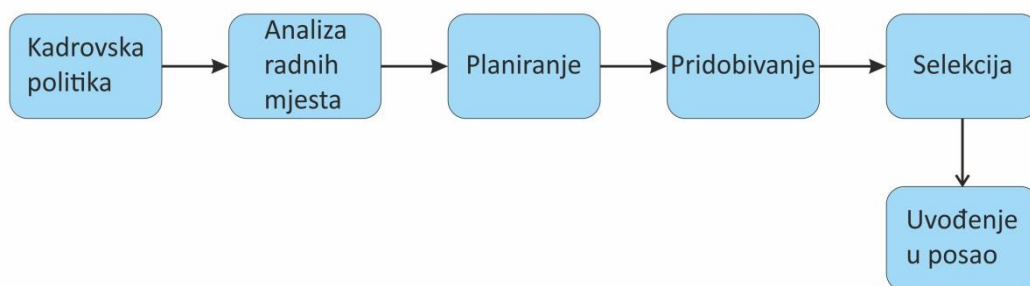 Kadrovska
politika
Analiza
radnih
mjesta
Planiranje
Pridobivanje
Selekcija
Uvođenje
u posao